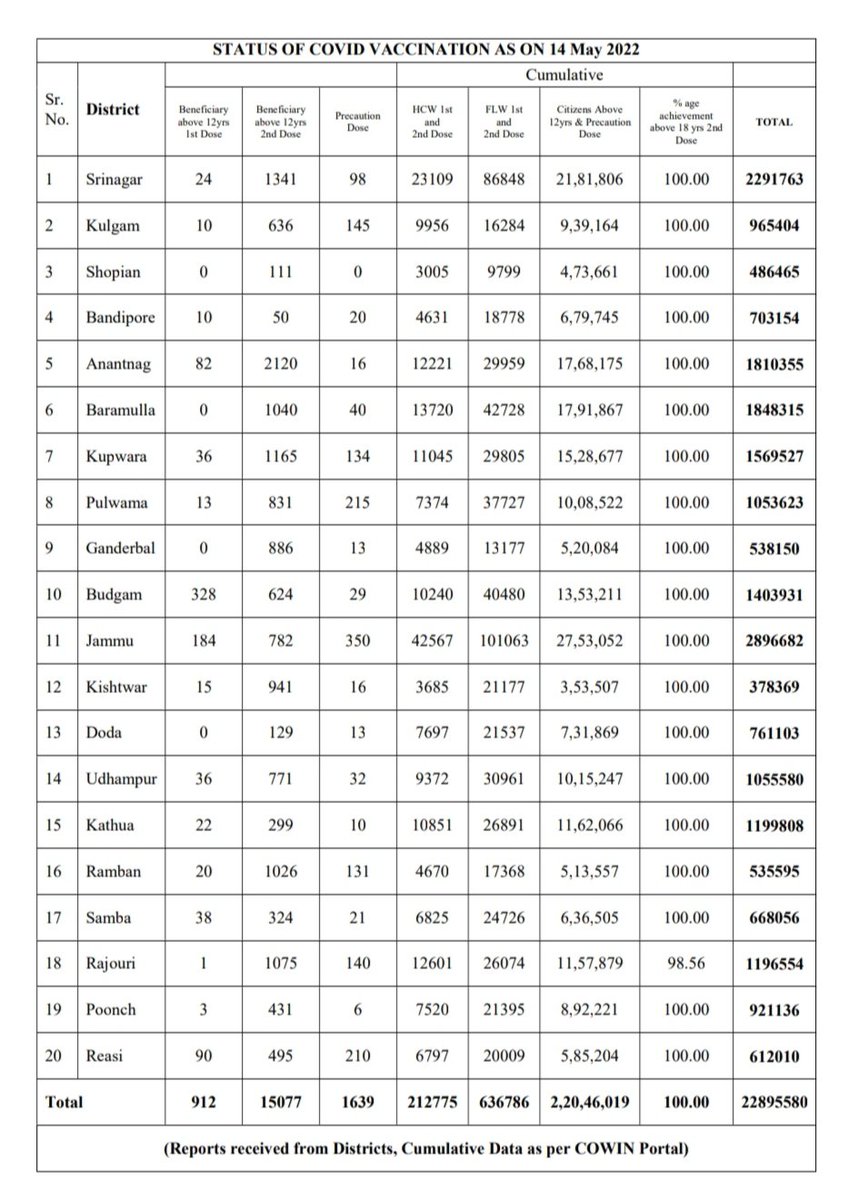 STATUS OF COVID VACCINATION AS ON 14 May 2022
Cumulative
Sr. No. District Beneficiary above 12yrs 1st Dose Beneficiary above 12yrs 2nd Dose Precaution Dose HCW 1st and 2nd Dose FLW 1st and 2nd Dose Citizens Above 12yrs & Precaution Dose % age achievement above 18 yrs 2nd Dose TOTAL
1 Srinagar 24 1341 98 23109 86848 21,81,806 100.00 2291763
2 Kulgam 10 636 145 9956 16284 9,39,164 100.00 965404
3 Shopian 0 111 0 3005 9799 4,73,661 100.00 486465
4 Bandipore 10 50 20 4631 18778 6,79,745 100.00 703154
5 Anantnag 82 2120 16 12221 29959 17,68,175 100.00 1810355
6 Baramulla 0 1040 40 13720 42728 17,91,867 100.00 1848315
7 Kupwara 36 1165 134 11045 29805 15,28,677 100.00 1569527
8 Pulwama 13 831 215 7374 37727 10,08,522 100.00 1053623
9 Ganderbal 0 886 13 4889 13177 5,20,084 100.00 538150
10 Budgam 328 624 29 10240 40480 13,53,211 100.00 1403931
11 Jammu 184 782 350 42567 101063 27,53,052 100.00 2896682
12 Kishtwar 15 941 16 3685 21177 3,53,507 100.00 378369
13 Doda 0 129 13 7697 21537 7,31,869 100.00 761103
14 Udhampur 36 771 32 9372 30961 10,15,247 100.00 1055580
15 Kathua 22 299 10 10851 26891 11,62,066 100.00 1199808
16 Ramban 20 1026 131 4670 17368 5,13,557 100.00 535595
17 Samba 38 324 21 6825 24726 6,36,505 100.00 668056
18 Rajouri 1 1075 140 12601 26074 11,57,879 98.56 1196554
19 Poonch 3 431 6 7520 21395 8,92,221 100.00 921136
20 Reasi 90 495 210 6797 20009 5,85,204 100.00 612010
Total 912 15077 1639 212775 636786 2,20,46,019 100.00 22895580
(Reports received from Districts, Cumulative Data as per COWIN Portal)